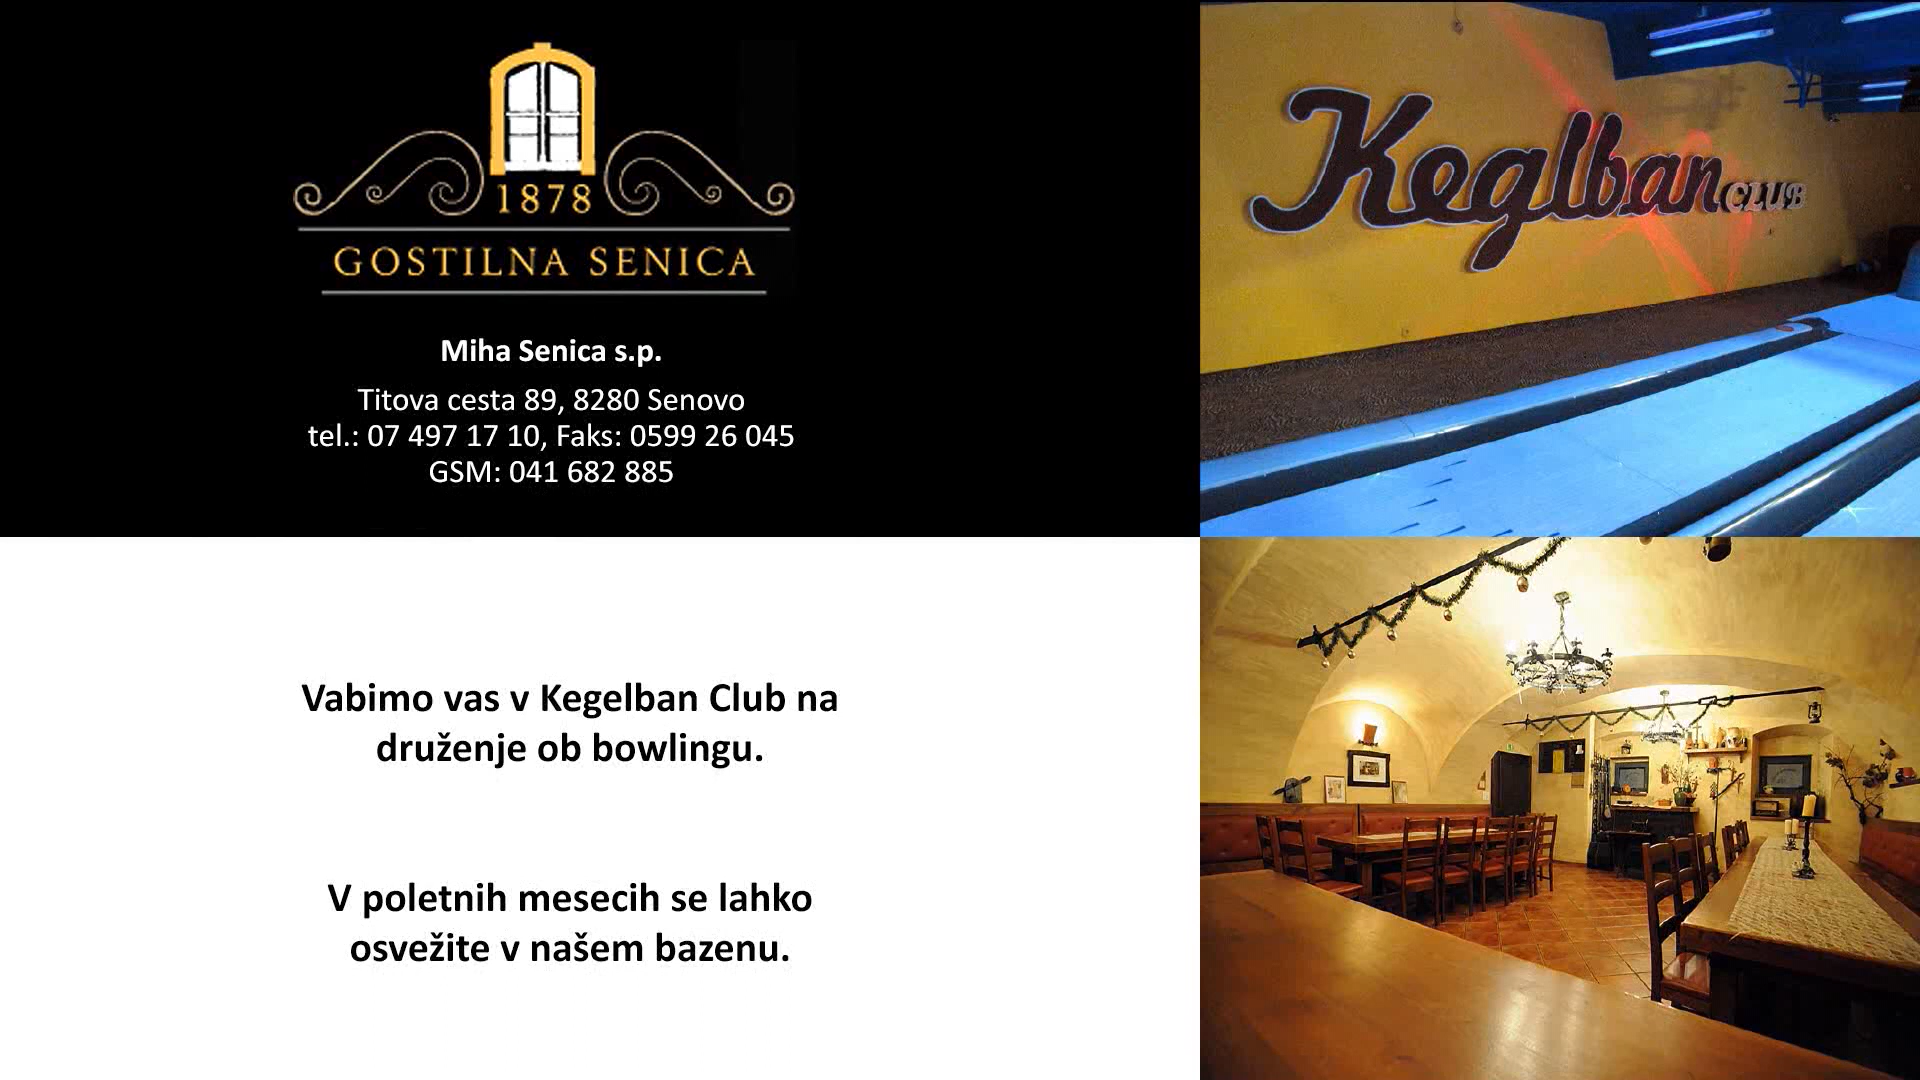 1878
GOSTILNA SENICA
Miha Senica s.p.
Titova cesta 89, 8280 Senovo
tel.: 07 497 17 10, Faks: 0599 26 045
GSM: 041 682 885
Keglban CLUB
Vabimo vas v Kegelban Club na
druženje ob bowlingu.
V poletnih mesecih se lahko
osvežite v našem bazenu.